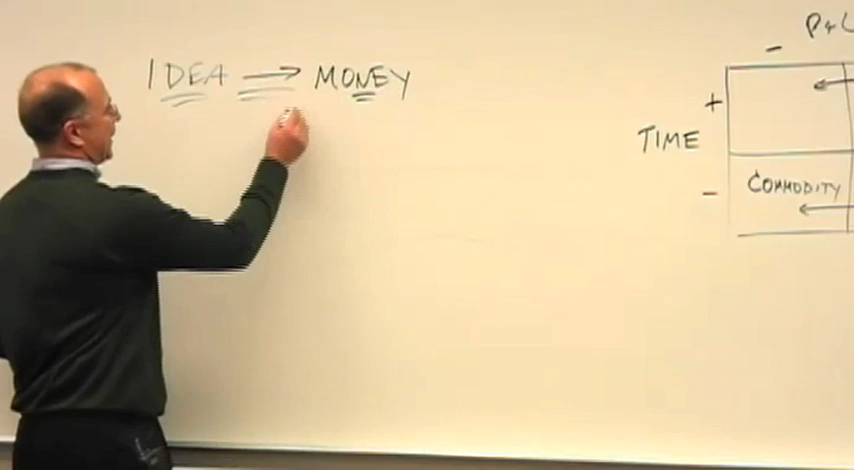 IDEA → MONEY
P+L
-
+
TIME
- COMMODITY